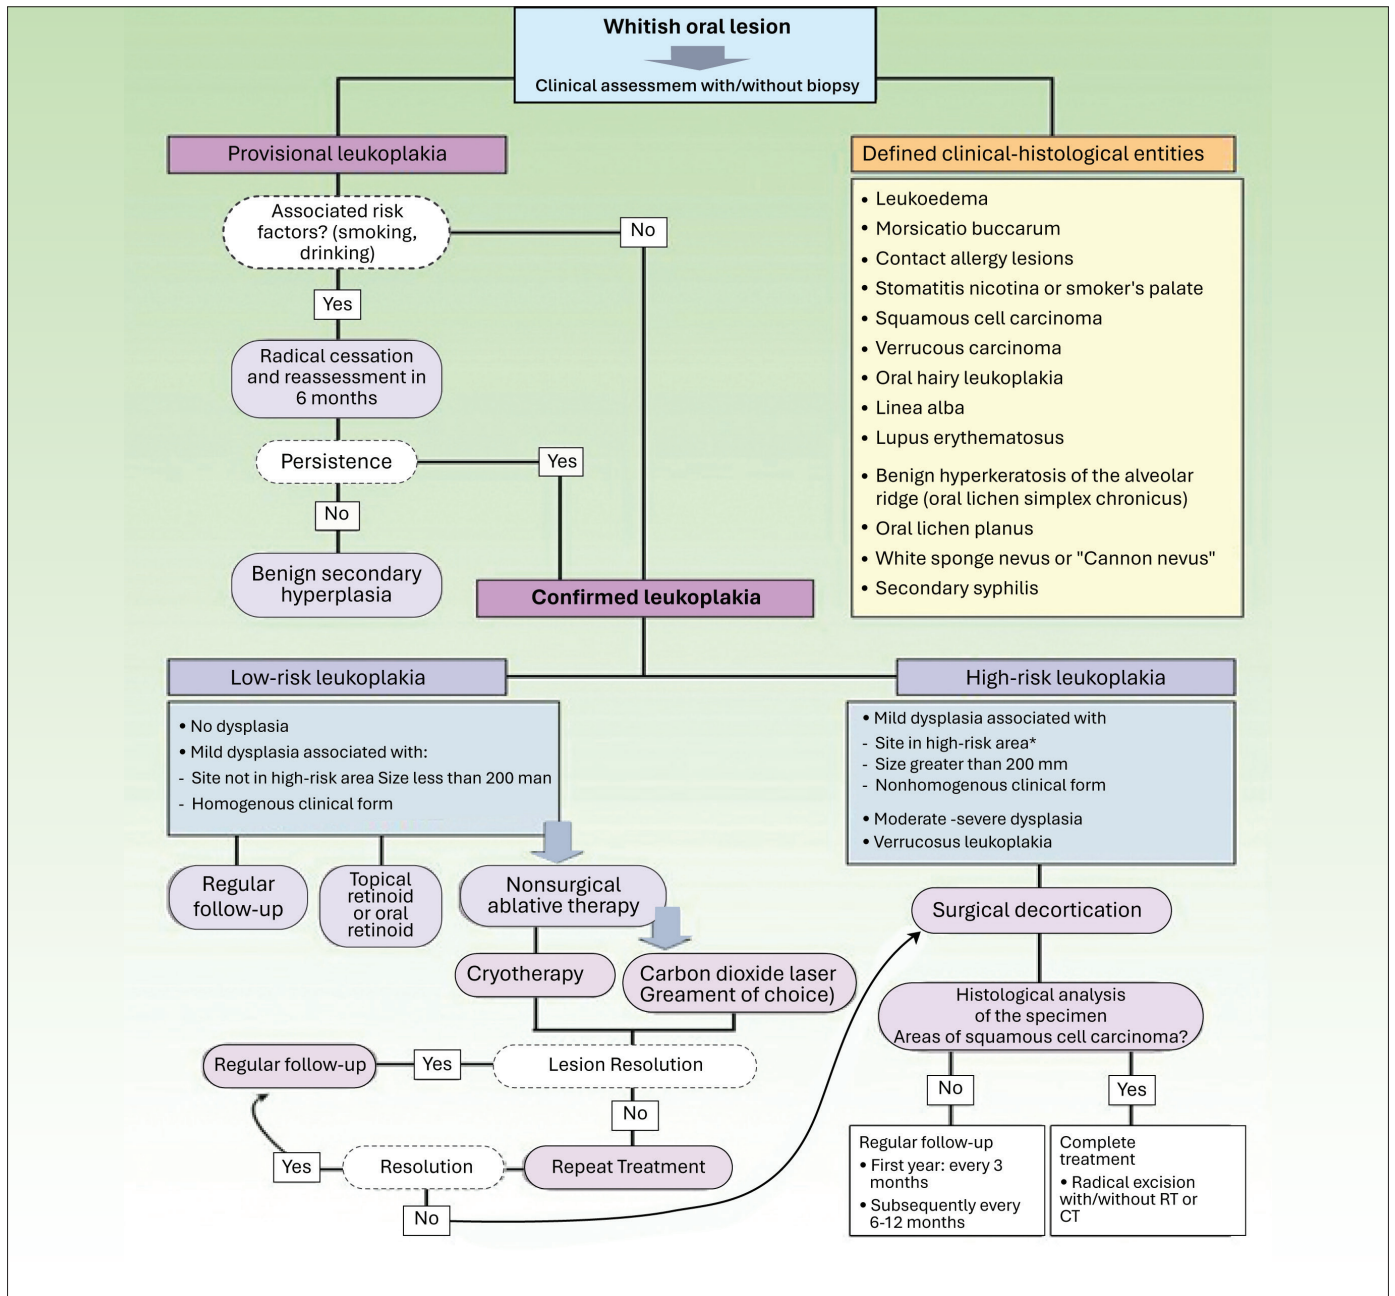 Whitish oral lesion
Clinical assessmem with/without biopsy
Provisional leukoplakia
Associated risk
factors? (smoking,
drinking)
No
Yes
Radical cessation
and reassessment in
6 months
Persistence
Yes
No
Benign secondary
hyperplasia
Confirmed leukoplakia
Defined clinical-histological entities
• Leukoedema
• Morsicatio buccarum
• Contact allergy lesions
• Stomatitis nicotina or smoker's palate
• Squamous cell carcinoma
• Verrucous carcinoma
• Oral hairy leukoplakia
• Linea alba
• Lupus erythematosus
• Benign hyperkeratosis of the alveolar
ridge (oral lichen simplex chronicus)
• Oral lichen planus
• White sponge nevus or "Cannon nevus"
• Secondary syphilis
Low-risk leukoplakia
• No dysplasia
• Mild dysplasia associated with:
- Site not in high-risk area Size less than 200 man
- Homogenous clinical form
Regular
follow-up
Topical
retinoid
or oral
retinoid
Nonsurgical
ablative therapy
Cryotherapy
Carbon dioxide laser
Greament of choice)
Lesion Resolution
Yes
Regular follow-up
No
Repeat Treatment
Resolution
Yes
No
High-risk leukoplakia
• Mild dysplasia associated with
- Site in high-risk area*
- Size greater than 200 mm
- Nonhomogenous clinical form
• Moderate -severe dysplasia
• Verrucosus leukoplakia
Surgical decortication
Histological analysis
of the specimen
Areas of squamous cell carcinoma?
No
Yes
Regular follow-up
• First year: every 3
months
• Subsequently every
6-12 months
Complete
treatment
• Radical excision
with/without RT or
CT